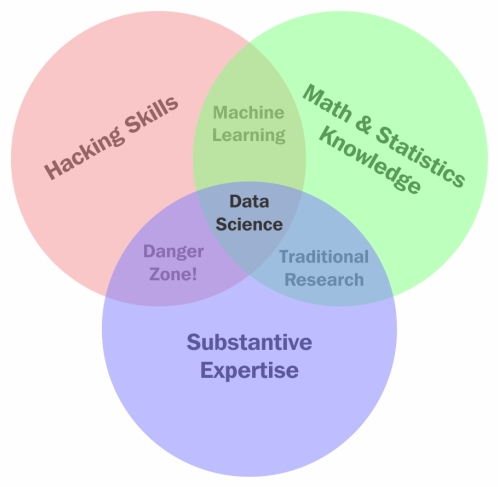 Hacking Skills
Math & Statistics
Knowledge
Machine
Learning
Data
Science
Danger
Zone!
Traditional
Research
Substantive
Expertise